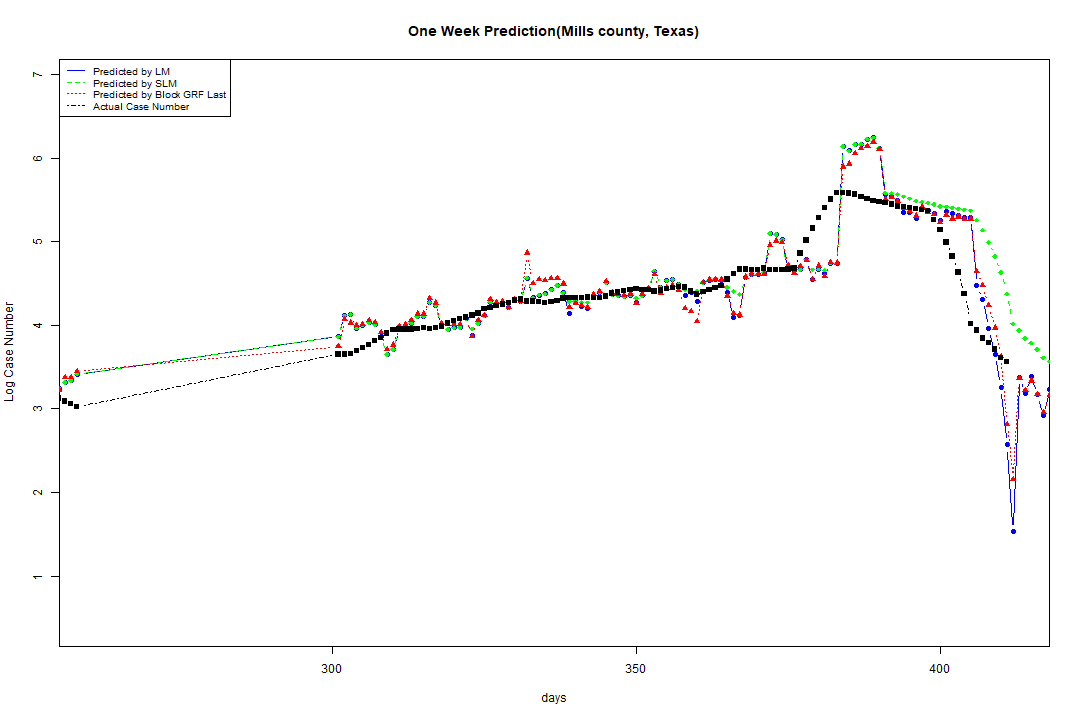 One Week Prediction(Mills county, Texas)
Predicted by LM
Predicted by SLM
Predicted by Block GRF Last
Actual Case Number
7
6
5
4
3
2
1
Log Case Number
300
350
400
days